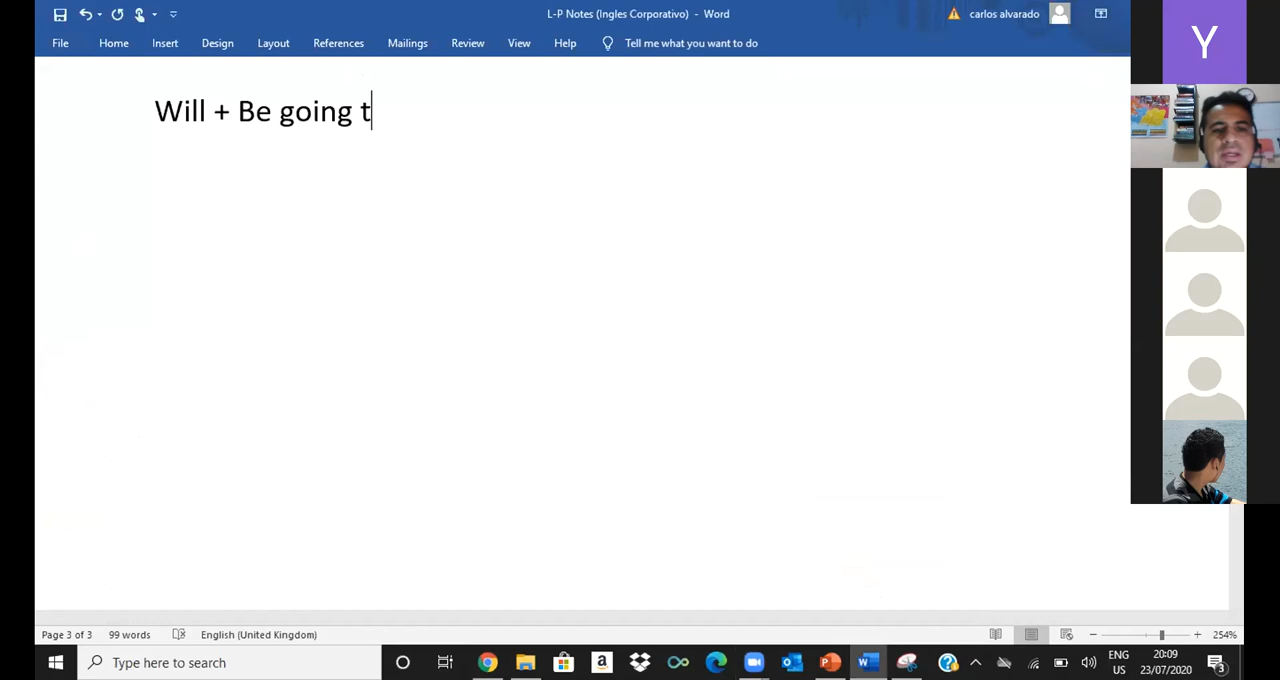 L-P Notes (Ingles Corporativo) - Word
carlos alvarado
File Home Insert Design Layout References Mailings Review View Help Tell me what you want to do
Y
Will + Be going t
Page 3 of 3 99 words English (United Kingdom) 254%
Type here to search
ENG
US
20:09
23/07/2020
3